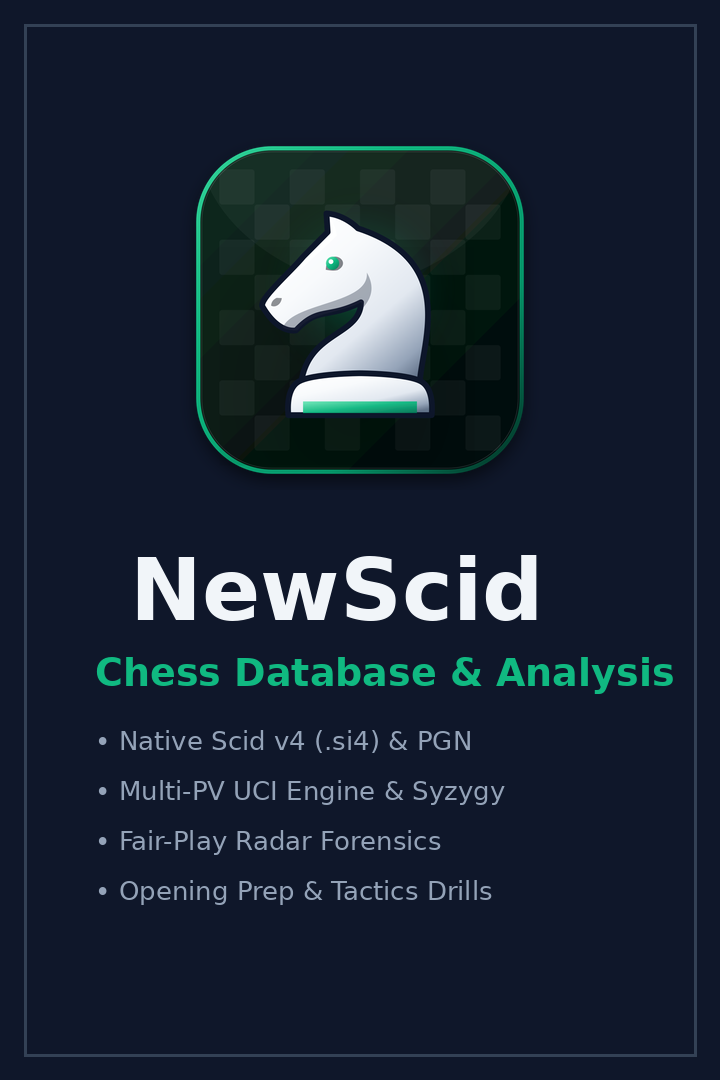 NewScid
Chess Database & Analysis
• Native Scid v4 (.si4) & PGN
• Multi-PV UCI Engine & Syzygy
• Fair-Play Radar Forensics
• Opening Prep & Tactics Drills